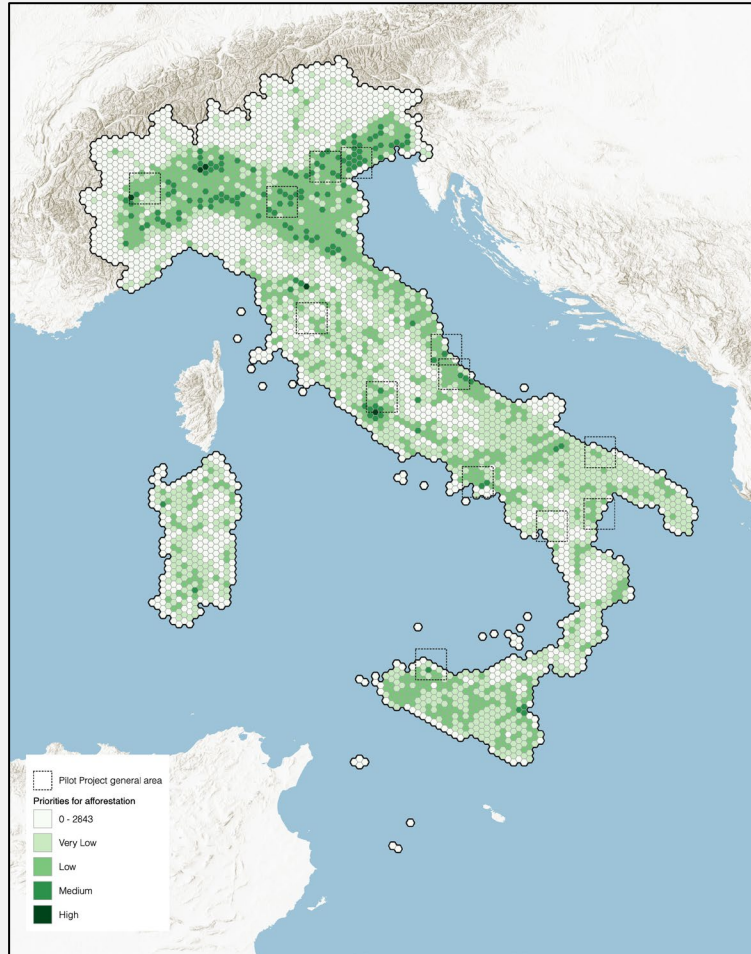 Pilot Project general area
Priorities for afforestation
0 - 2843
Very Low
Low
Medium
High